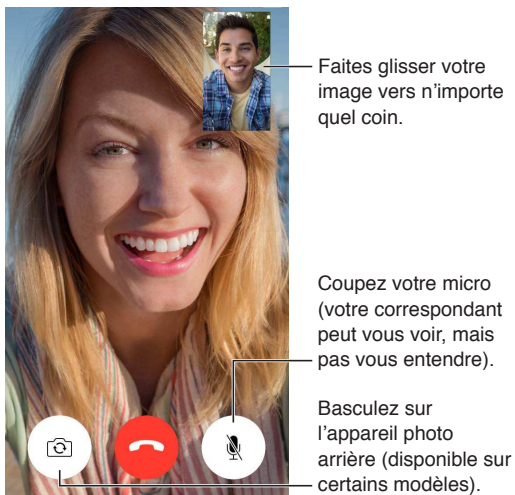 Faites glisser votre
image vers n’importe
quel coin.
Coupez votre micro
(votre correspondant
peut vous voir, mais
pas vous entendre).
Basculez sur
l’appareil photo
arrière (disponible sur
certains modèles).